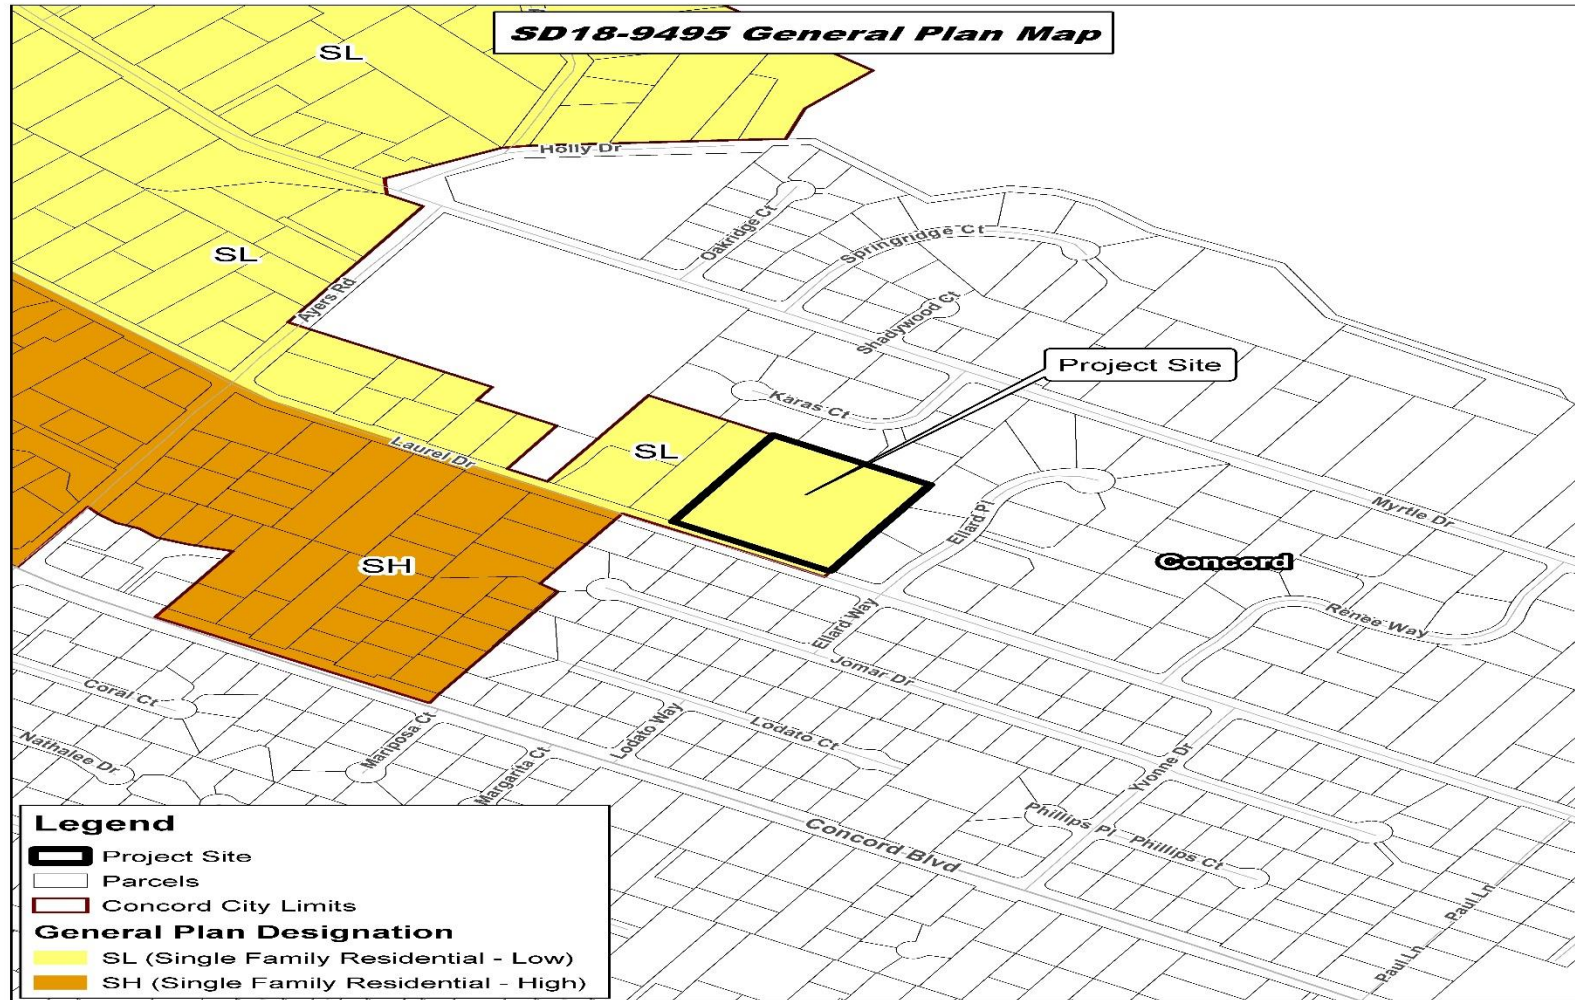 SD18-9495 General Plan Map
SL
Holly Dr
Oakridge Ct
Springridge Ct
SL
Ayers Rd
Shadywood Ct
Project Site
Karas Ct
Laurel Dr
SL
Myrtle Dr
Ellard Pl
SH
Concord
Ellard Way
Renee Way
Jomar Dr
Coral Ct
Mariposa Ct
Lodato Way
Lodato Ct
Nathalee Dr
Margarita Ct
Yvonne Dr
Phillips Pl
Phillips Ct
Concord Blvd
Paul Ln
Paul Ln
Legend
Project Site
Parcels
Concord City Limits
General Plan Designation
SL (Single Family Residential - Low)
SH (Single Family Residential - High)